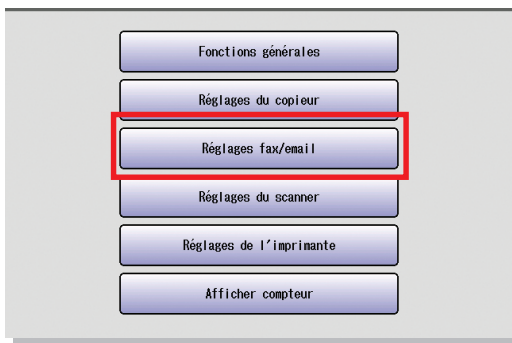 Fonctions générales
Réglages du copieur
Réglages fax/email
Réglages du scanner
Réglages de l'imprimante
Afficher compteur